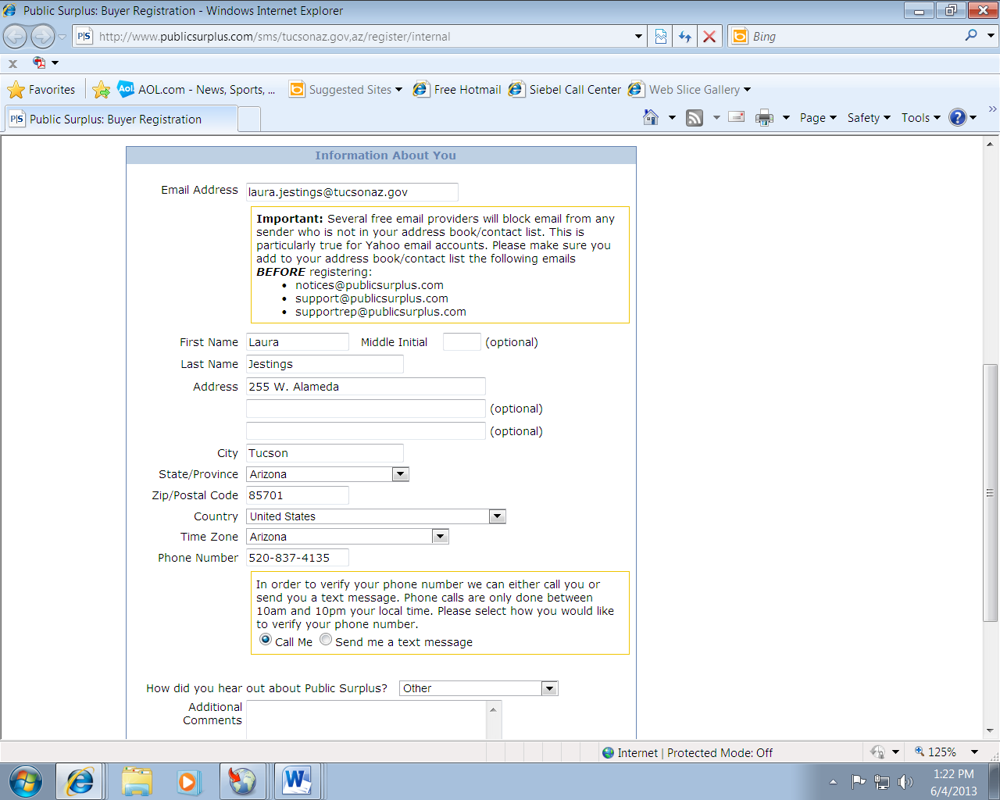 Public Surplus: Buyer Registration - Windows Internet Explorer
P|S http://www.publicsurplus.com/sms/tucsonaz.gov,az/register/internal Bing
x
Favorites AOL.com - News, Sports, ... Suggested Sites Free Hotmail Siebel Call Center Web Slice Gallery
P|S Public Surplus: Buyer Registration Page Safety Tools
Information About You
Email Address laura.jestings@tucsonaz.gov
Important: Several free email providers will block email from any
sender who is not in your address book/contact list. This is
particularly true for Yahoo email accounts. Please make sure you
add to your address book/contact list the following emails
BEFORE registering:
• notices@publicsurplus.com
• support@publicsurplus.com
• supportrep@publicsurplus.com
First Name Laura Middle Initial (optional)
Last Name Jestings
Address 255 W. Alameda
(optional)
(optional)
City Tucson
State/Province Arizona
Zip/Postal Code 85701
Country United States
Time Zone Arizona
Phone Number 520-837-4135
In order to verify your phone number we can either call you or
send you a text message. Phone calls are only done between
10am and 10pm your local time. Please select how you would like
to verify your phone number.
Call Me Send me a text message
How did you hear out about Public Surplus? Other
Additional
Comments
Internet | Protected Mode: Off 125%
1:22 PM
6/4/2013